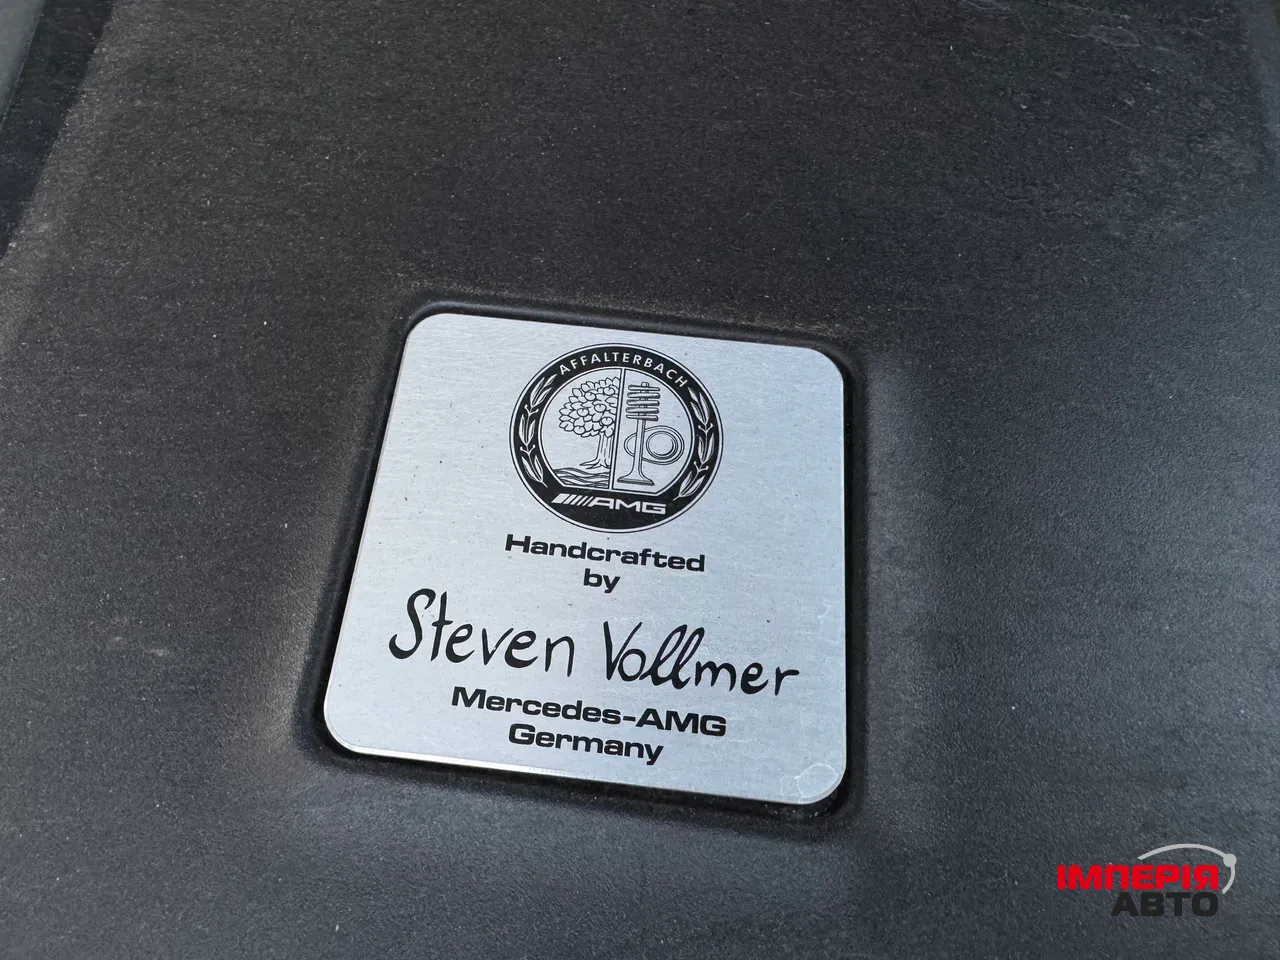 AFFALTERBACH
AMG
Handcrafted
by
Steven Vollmer
Mercedes-AMG
Germany
ІМПЕРІЯ
АВТО